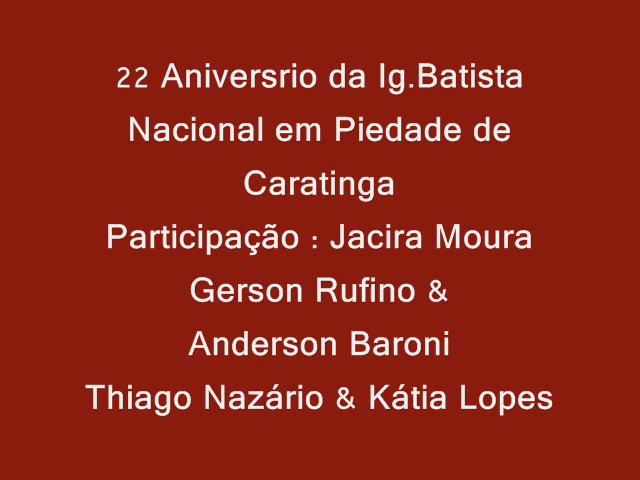 22 Aniversrio da Ig.Batista
Nacional em Piedade de
Caratinga
Participação : Jacira Moura
Gerson Rufino &
Anderson Baroni
Thiago Nazário & Kátia Lopes